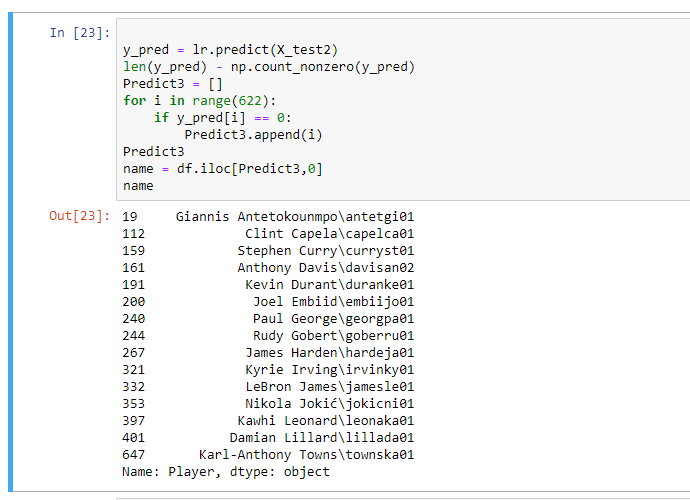 In [23]:
y_pred = lr.predict(X_test2)
len(y_pred) - np.count_nonzero(y_pred)
Predict3 = []
for i in range(622):
    if y_pred[i] == 0:
        Predict3.append(i)
Predict3
name = df.iloc[Predict3,0]
name
Out[23]: 19     Giannis Antetokounmpo\antetgi01
112             Clint Capela\capelca01
159            Stephen Curry\curryst01
161            Anthony Davis\davisan02
191             Kevin Durant\duranke01
200              Joel Embiid\embiijo01
240              Paul George\georgpa01
244              Rudy Gobert\goberru01
267             James Harden\hardeja01
321             Kyrie Irving\irvinky01
332             LeBron James\jamesle01
353             Nikola Jokić\jokicni01
397            Kawhi Leonard\leonaka01
401           Damian Lillard\lillada01
647       Karl-Anthony Towns\townska01
Name: Player, dtype: object